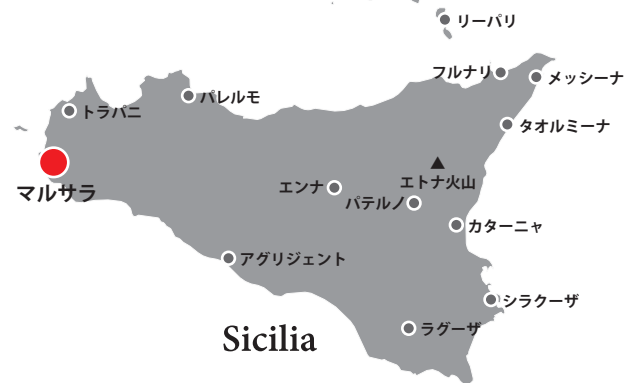 リーパリ
フルナリ
メッシーナ
パレルモ
トラパニ
タオルミーナ
マルサラ
エトナ火山
エンナ
パテルノ
カターニャ
アグリジェント
シラクーザ
ラグーザ
Sicilia